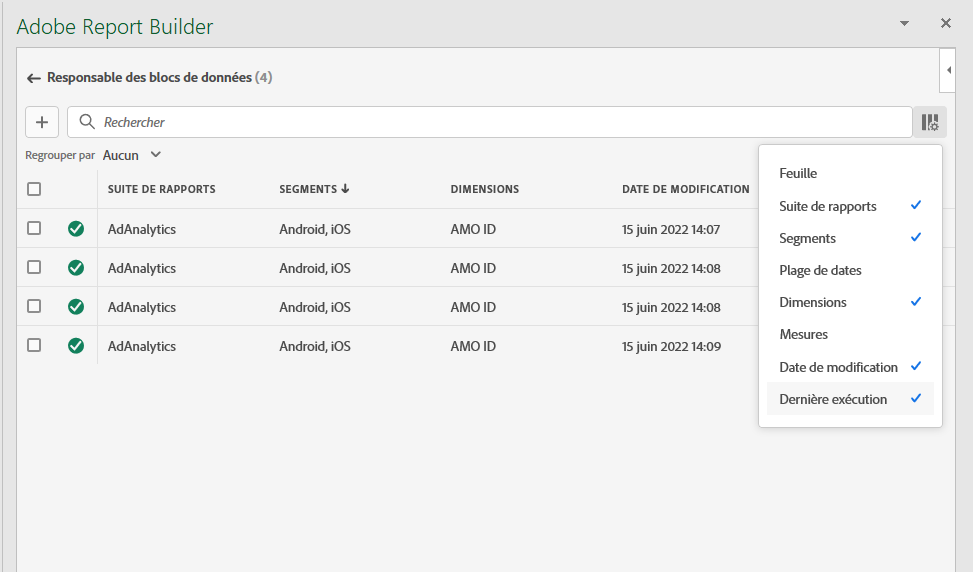 Adobe Report Builder
Responsable des blocs de données (4)
Rechercher
Regrouper par Aucun
SUITE DE RAPPORTS SEGMENTS DIMENSIONS DATE DE MODIFICATION
AdAnalytics Android, iOS AMO ID 15 juin 2022 14:07
AdAnalytics Android, iOS AMO ID 15 juin 2022 14:08
AdAnalytics Android, iOS AMO ID 15 juin 2022 14:08
AdAnalytics Android, iOS AMO ID 15 juin 2022 14:09
Feuille
Suite de rapports
Segments
Plage de dates
Dimensions
Mesures
Date de modification
Dernière exécution